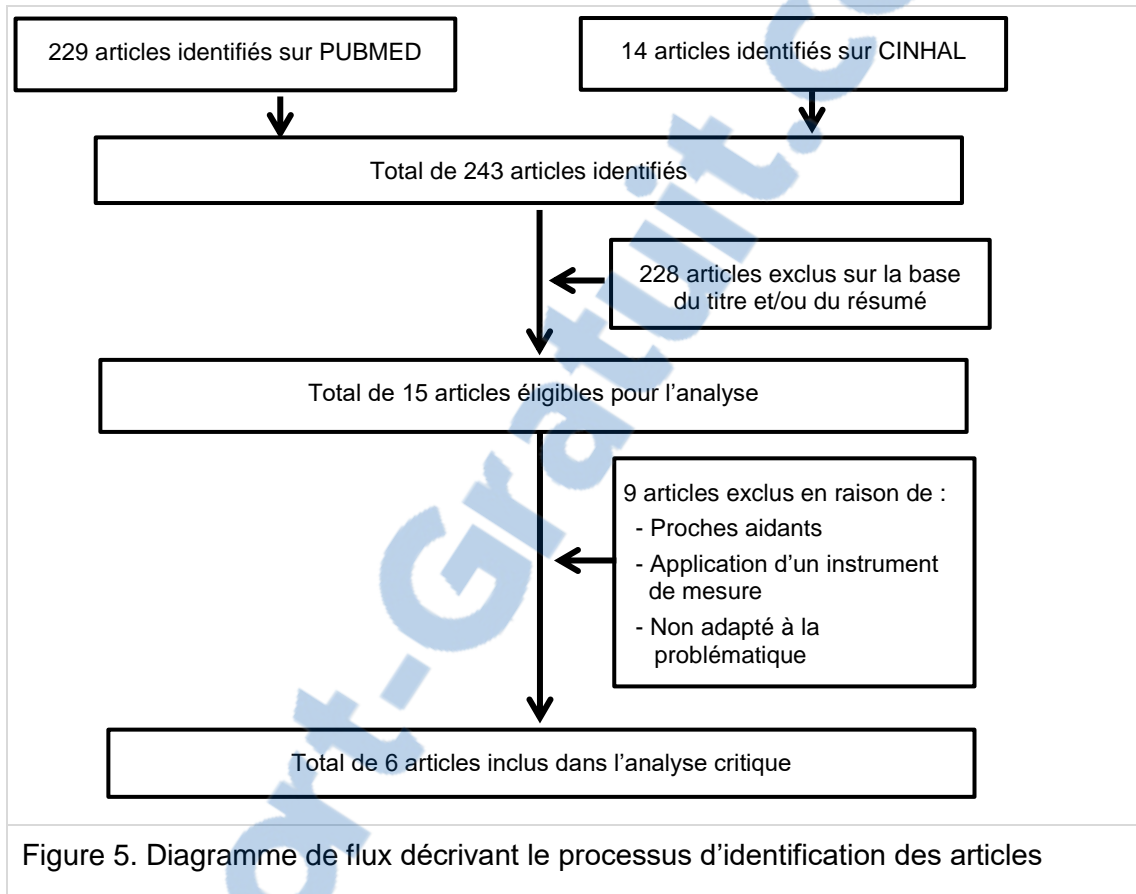 229 articles identifiés sur PUBMED
14 articles identifiés sur CINHAL
Total de 243 articles identifiés
228 articles exclus sur la base
du titre et/ou du résumé
Total de 15 articles éligibles pour l’analyse
9 articles exclus en raison de :
- Proches aidants
- Application d’un instrument
de mesure
- Non adapté à la
problématique
Total de 6 articles inclus dans l’analyse critique
Figure 5. Diagramme de flux décrivant le processus d’identification des articles
ort-Gratuit.co